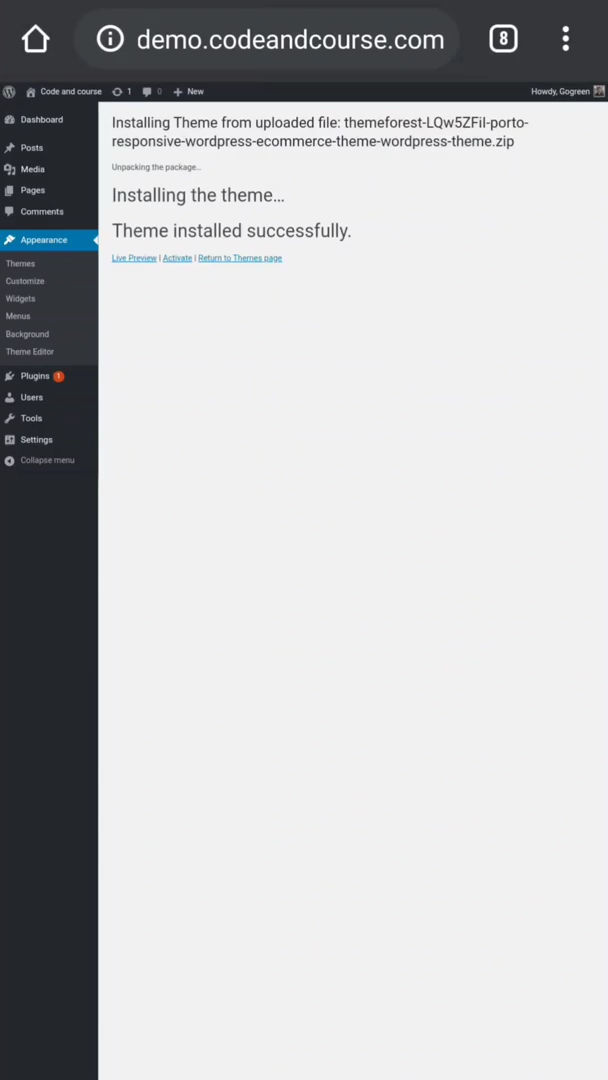 demo.codeandcourse.com
8
Code and course 1 0 New Howdy, Gogreen
Dashboard
Posts
Media
Pages
Comments
Appearance
Themes
Customize
Widgets
Menus
Background
Theme Editor
Plugins 1
Users
Tools
Settings
Collapse menu
Installing Theme from uploaded file: themeforest-LQw5ZFil-porto-
responsive-wordpress-ecommerce-theme-wordpress-theme.zip
Unpacking the package…
Installing the theme…
Theme installed successfully.
Live Preview | Activate | Return to Themes page